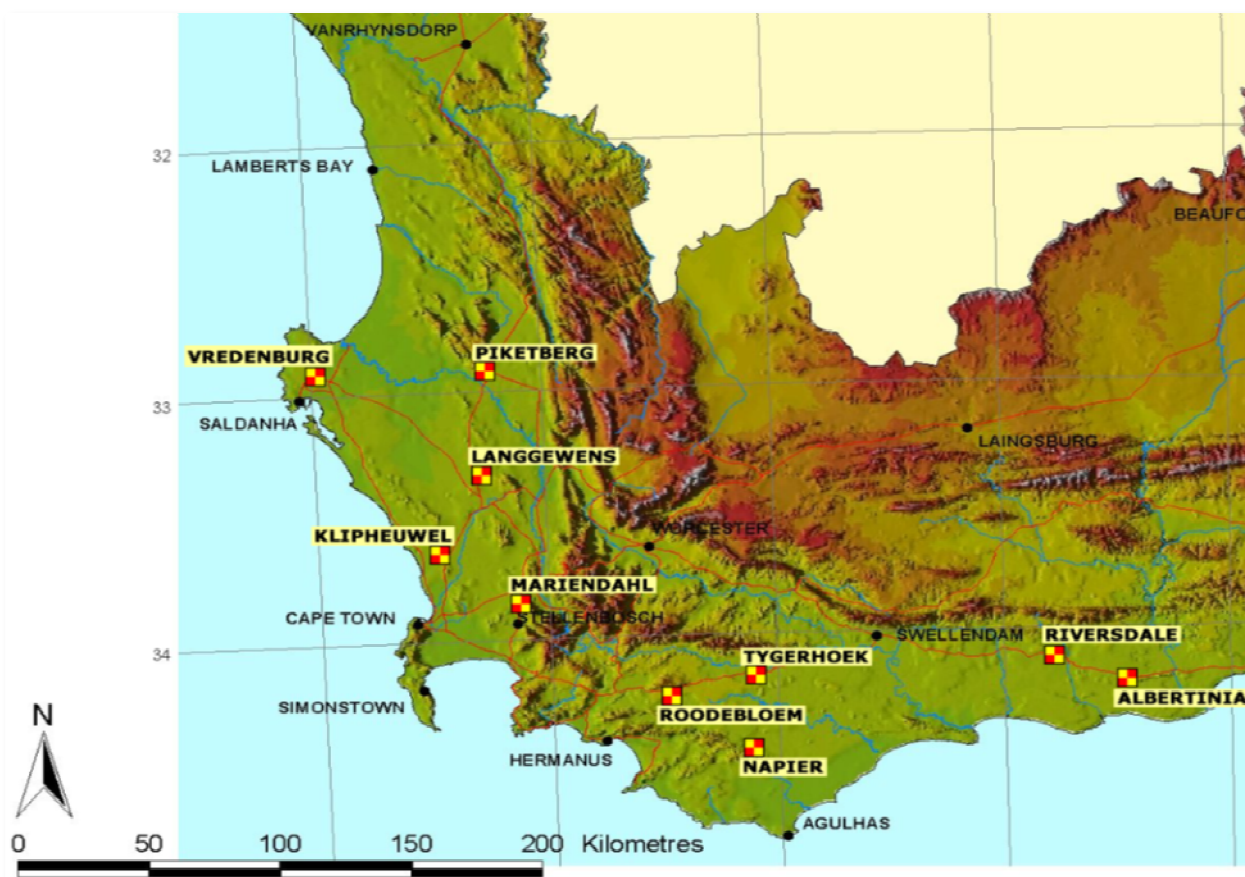 VANRHYNSDORP
32
LAMBERTS BAY
BEAUFO
VREDENBURG
PIKETBERG
33
SALDANHA
LAINGSBURG
LANGGEWENS
KLIPHEUWEL
WORCESTER
MARIENDAHL
CAPE TOWN
STELLENBOSCH
SWELLENDAM
RIVERSDALE
34
TYGERHOEK
ALBERTINIA
SIMONSTOWN
ROODEBLOEM
N
HERMANUS
NAPIER
AGULHAS
0 50 100 150 200 Kilometres